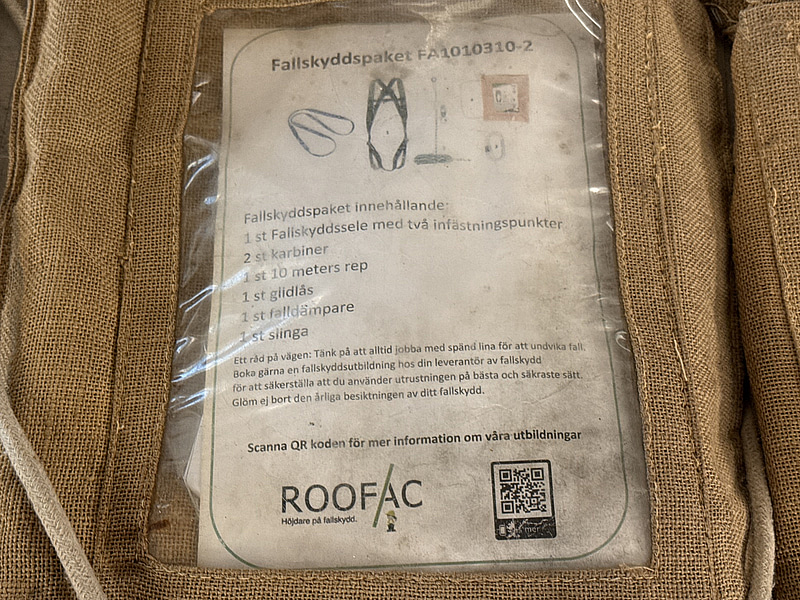 Fallskyddspaket FA1010310-2
Fallskyddspaket innehållande:
1 st Fallskyddssele med två infästningspunkter
2 st karbiner
1 st 10 meters rep
1 st glidlås
1 st falldämpare
1 st slinga
Ett råd på vägen: Tänk på att alltid jobba med spänd lina för att undvika fall.
Boka gärna en fallskyddsutbildning hos din leverantör av fallskydd
för att säkerställa att du använder utrustningen på bästa och säkraste sätt.
Glöm ej bort den årliga besiktningen av ditt fallskydd.
Scanna QR koden för mer information om våra utbildningar
ROOFAC
Höjdare på fallskydd.